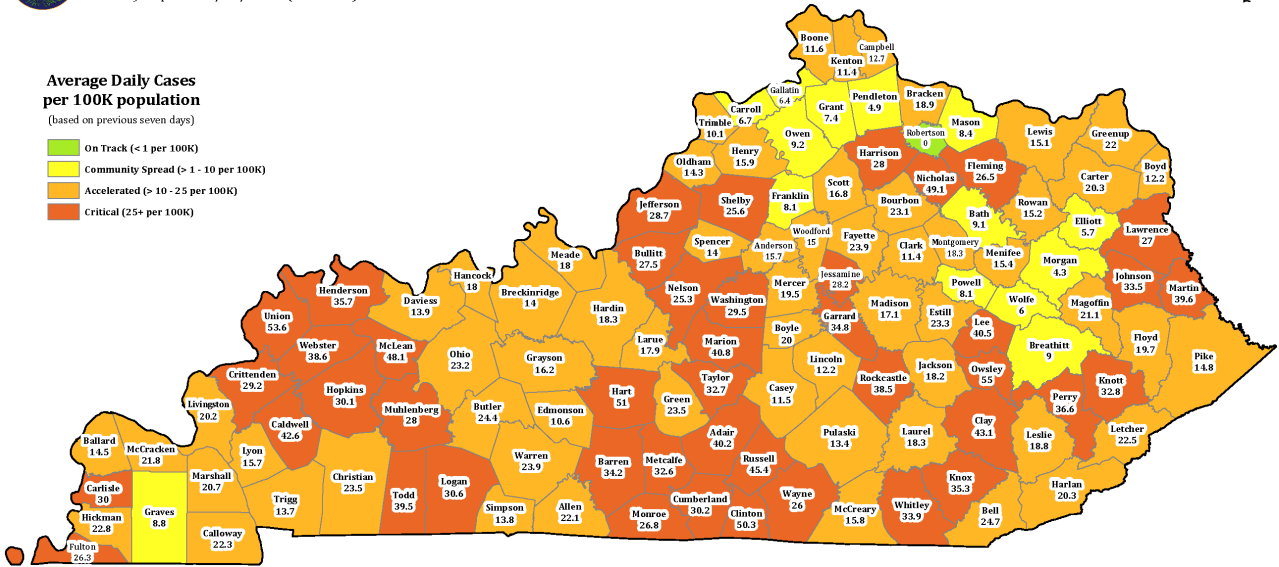 Average Daily Cases
per 100K population
(based on previous seven days)
On Track (< 1 per 100K)
Community Spread (> 1 - 10 per 100K)
Accelerated (> 10 - 25 per 100K)
Critical (25+ per 100K)
Boone
11.6
Kenton
11.4
Campbell
12.7
Gallatin
6.4
Carroll
6.7
Trimble
10.1
Grant
7.4
Pendleton
4.9
Bracken
18.9
Mason
8.4
Robertson
0
Lewis
15.1
Greenup
22
Boyd
12.2
Owen
9.2
Henry
15.9
Oldham
14.3
Harrison
28
Nicholas
49.1
Fleming
26.5
Carter
20.3
Jefferson
28.7
Shelby
25.6
Franklin
8.1
Scott
16.8
Bourbon
23.1
Bath
9.1
Rowan
15.2
Elliott
5.7
Lawrence
27
Bullitt
27.5
Spencer
14
Anderson
15.7
Woodford
15
Fayette
23.9
Clark
11.4
Montgomery
18.3
Menifee
15.4
Morgan
4.3
Johnson
33.5
Martin
39.6
Meade
18
Hancock
18
Breckinridge
14
Hardin
18.3
Nelson
25.3
Washington
29.5
Mercer
19.5
Jessamine
28.2
Garrard
34.8
Madison
17.1
Estill
23.3
Powell
8.1
Wolfe
6
Magoffin
21.1
Floyd
19.7
Pike
14.8
Henderson
35.7
Daviess
13.9
Union
53.6
Webster
38.6
McLean
48.1
Ohio
23.2
Grayson
16.2
Larue
17.9
Marion
40.8
Boyle
20
Lincoln
12.2
Rockcastle
38.5
Jackson
18.2
Lee
40.5
Owsley
55
Breathitt
9
Knott
32.8
Perry
36.6
Crittenden
29.2
Livingston
20.2
Hopkins
30.1
Caldwell
42.6
Muhlenberg
28
Butler
24.4
Edmonson
10.6
Hart
51
Green
23.5
Taylor
32.7
Casey
11.5
Adair
40.2
Pulaski
13.4
Laurel
18.3
Clay
43.1
Leslie
18.8
Letcher
22.5
Ballard
14.5
McCracken
21.8
Carlisle
30
Hickman
22.8
Fulton
26.3
Graves
8.8
Marshall
20.7
Calloway
22.3
Lyon
15.7
Trigg
13.7
Christian
23.5
Todd
39.5
Logan
30.6
Warren
23.9
Simpson
13.8
Allen
22.1
Barren
34.2
Metcalfe
32.6
Monroe
26.8
Cumberland
30.2
Clinton
50.3
Russell
45.4
Wayne
26
McCreary
15.8
Whitley
33.9
Knox
35.3
Bell
24.7
Harlan
20.3